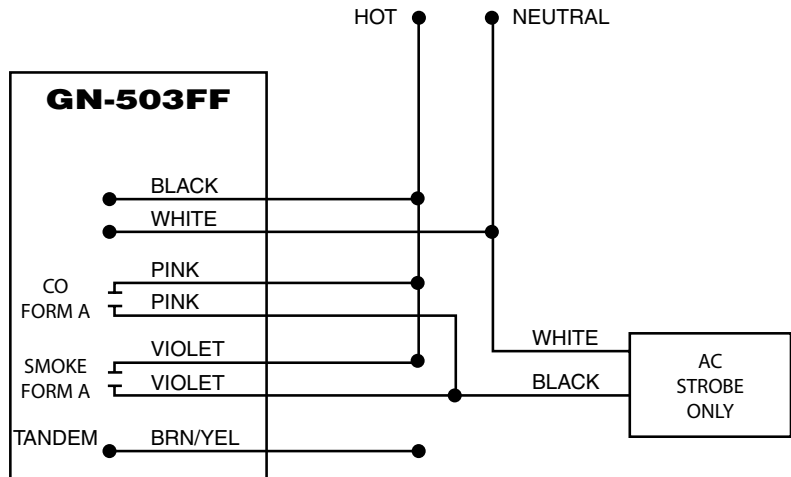 HOT
NEUTRAL
GN-503FF
BLACK
WHITE
CO
FORM A
PINK
PINK
SMOKE
FORM A
VIOLET
VIOLET
TANDEM
BRN/YEL
WHITE
BLACK
AC
STROBE
ONLY